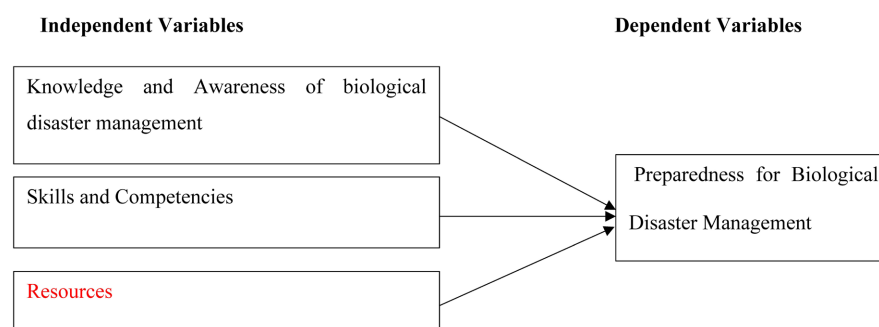 Independent Variables
Dependent Variables
Knowledge and Awareness of biological
disaster management
Skills and Competencies
Resources
Preparedness for Biological
Disaster Management